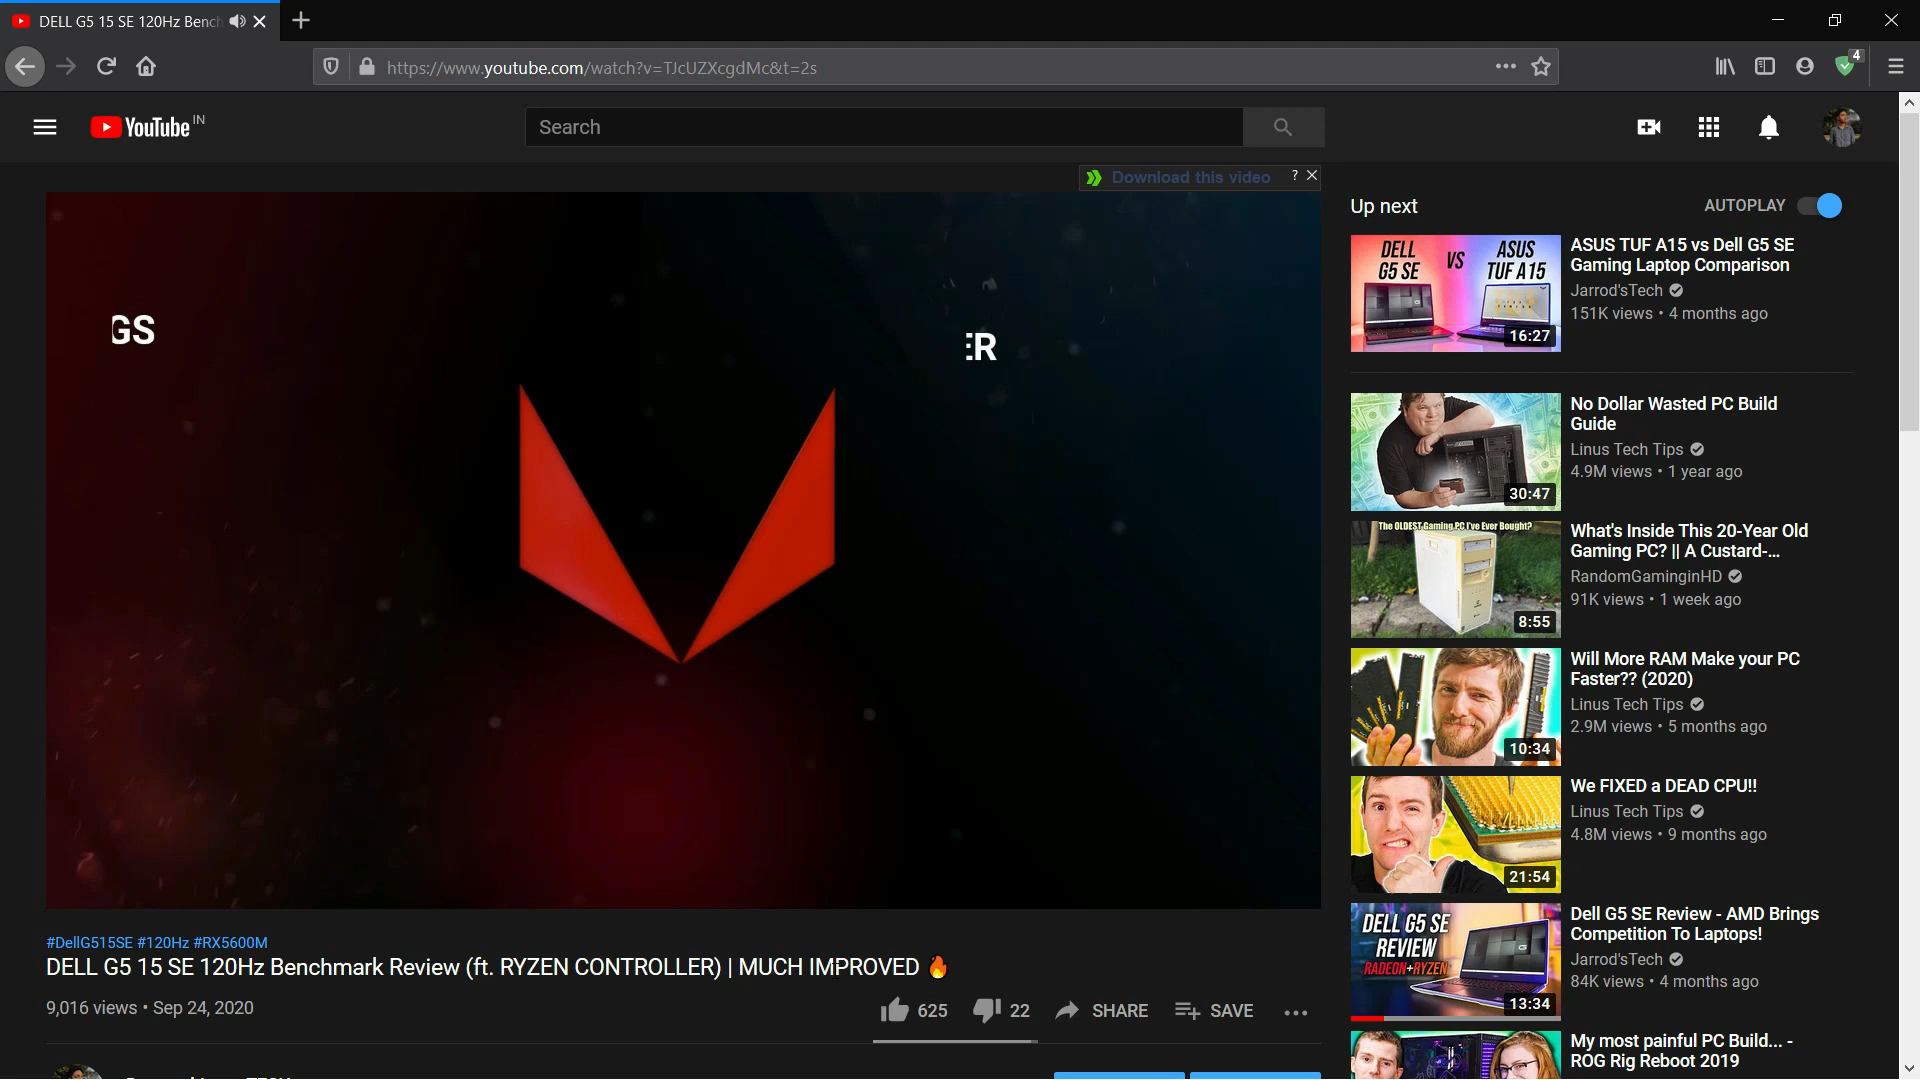 DELL G5 15 SE 120Hz Bench
https://www.youtube.com/watch?v=TJcUZXcgdMc&t=2s
4
YouTube IN
Search
Download this video ? X
GS
ER
#DellG515SE #120Hz #RX5600M
DELL G5 15 SE 120Hz Benchmark Review (ft. RYZEN CONTROLLER) | MUCH IMPROVED 🔥
9,016 views • Sep 24, 2020
625 22 SHARE SAVE
Up next
AUTOPLAY
DELL G5 SE VS ASUS TUF A15
16:27
ASUS TUF A15 vs Dell G5 SE
Gaming Laptop Comparison
Jarrod'sTech
151K views • 4 months ago
30:47
No Dollar Wasted PC Build
Guide
Linus Tech Tips
4.9M views • 1 year ago
The OLDEST Gaming PC I've Ever Bought?
8:55
What's Inside This 20-Year Old
Gaming PC? || A Custard-...
RandomGaminginHD
91K views • 1 week ago
10:34
Will More RAM Make your PC
Faster?? (2020)
Linus Tech Tips
2.9M views • 5 months ago
21:54
We FIXED a DEAD CPU!!
Linus Tech Tips
4.8M views • 9 months ago
DELL G5 SE
REVIEW
RADEON+RYZEN
13:34
Dell G5 SE Review - AMD Brings
Competition To Laptops!
Jarrod'sTech
84K views • 4 months ago
My most painful PC Build... -
ROG Rig Reboot 2019